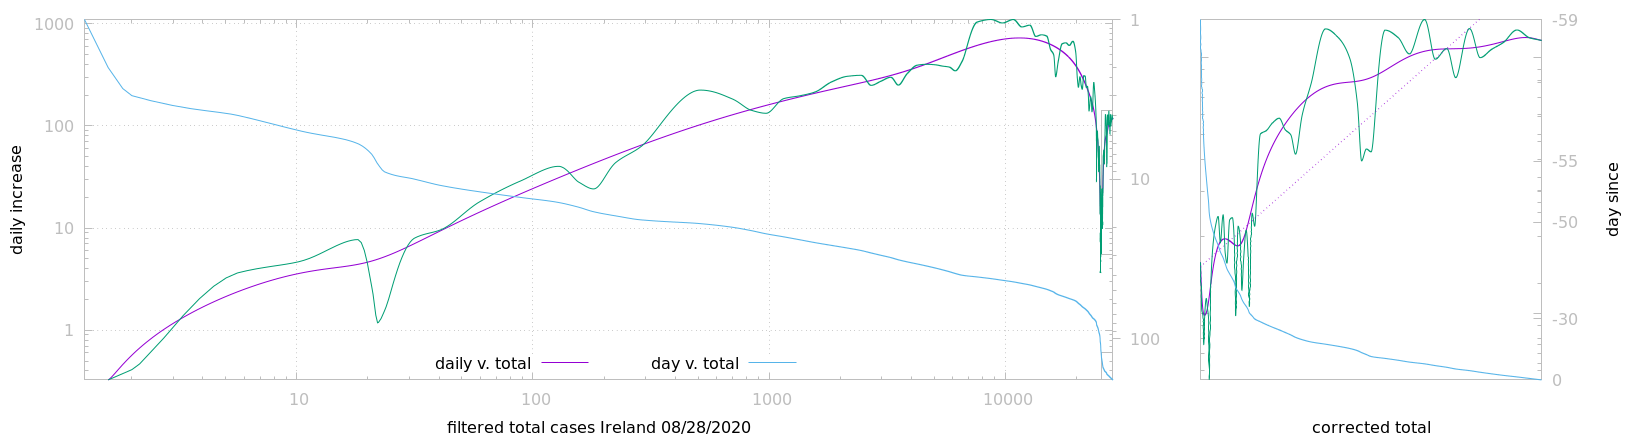 1000
100
10
1
daily increase
daily v. total
day v. total
10
100
1000
10000
filtered total cases Ireland 08/28/2020
1
10
100
-59
-55
-50
-30
0
day since
corrected total